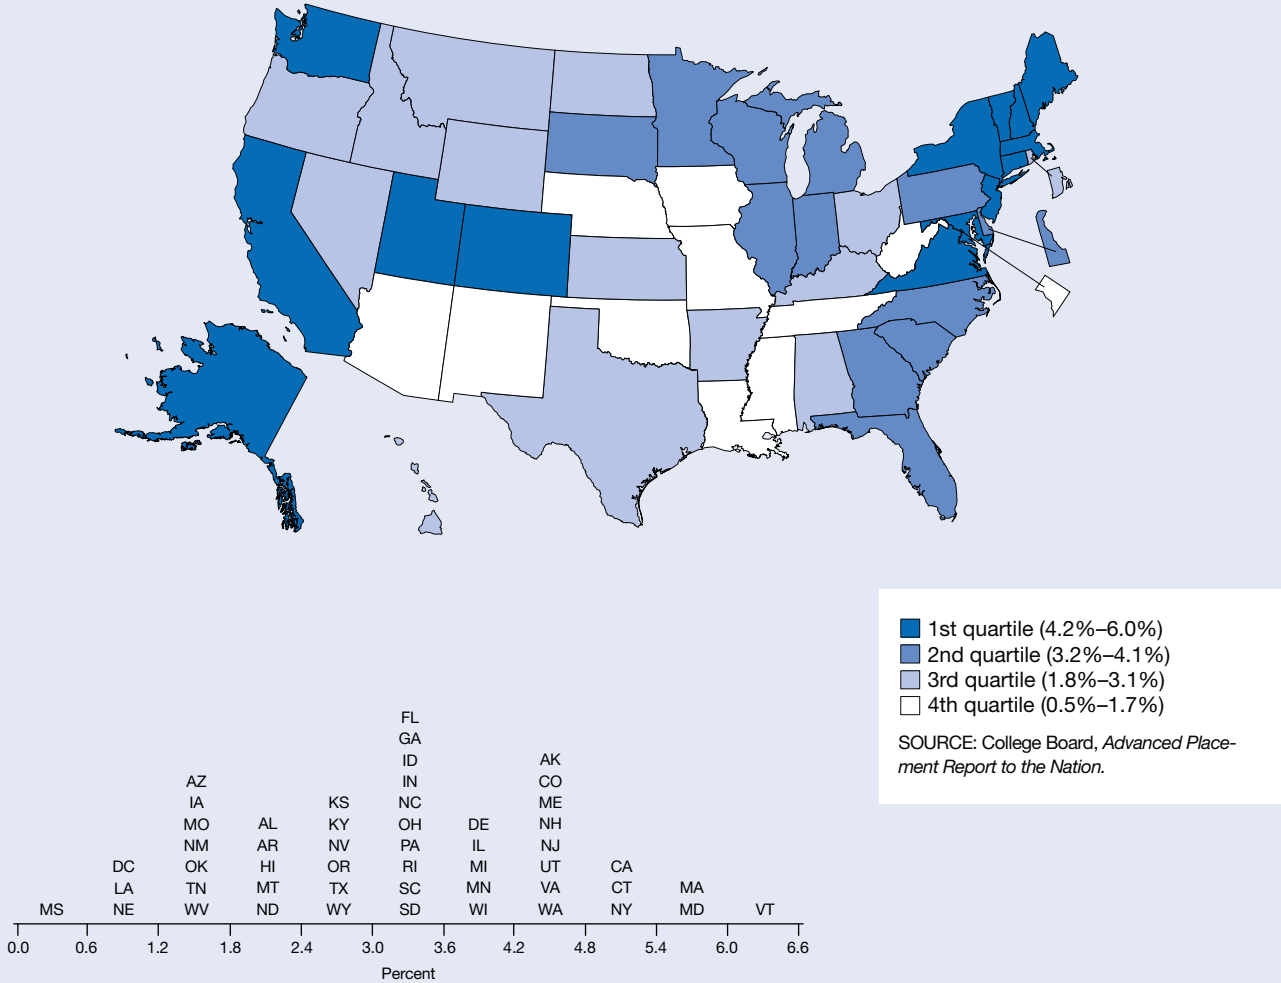 1st quartile (4.2%–6.0%)
2nd quartile (3.2%–4.1%)
3rd quartile (1.8%–3.1%)
4th quartile (0.5%–1.7%)
SOURCE: College Board, Advanced Place-
ment Report to the Nation.
FL
GA
ID AK
AZ IN CO
IA KS NC ME
MO AL KY OH DE NH
NM AR NV PA IL NJ
DC OK HI OR RI MI UT CA
LA TN MT TX SC MN VA CT MA
MS NE WV ND WY SD WI WA NY MD VT
0.0 0.6 1.2 1.8 2.4 3.0 3.6 4.2 4.8 5.4 6.0 6.6
Percent